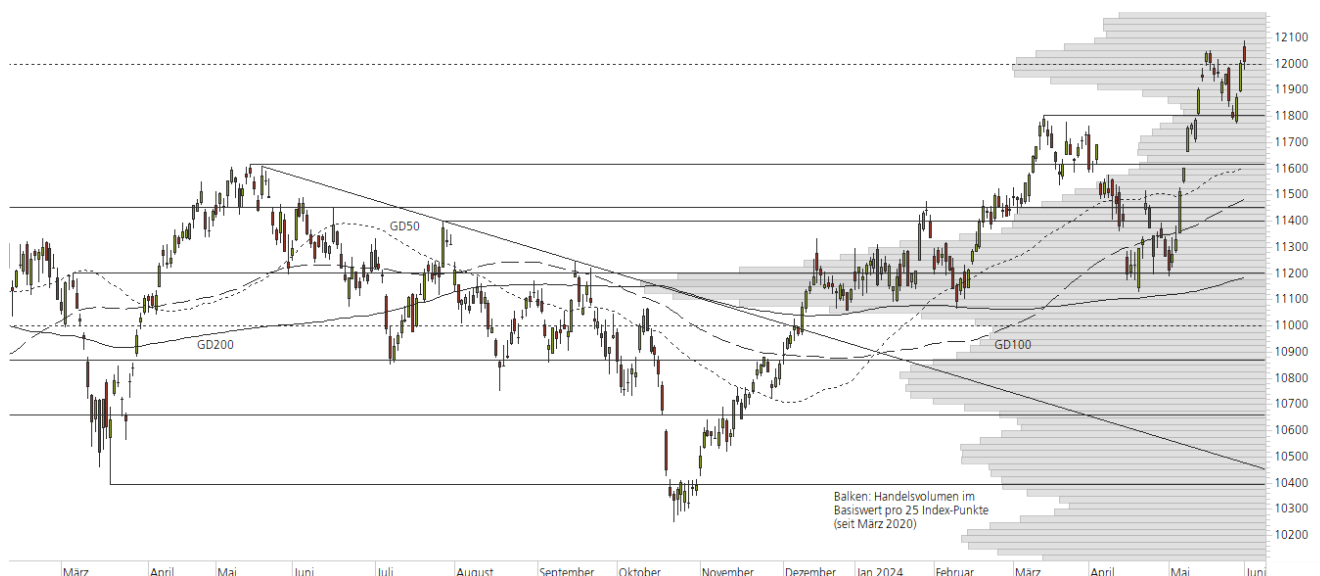 12100
12000
11900
11800
11700
11600
11500
GD50
11400
11300
11200
11100
11000
GD200
GD100
10900
10800
10700
10600
10500
10400
Balken: Handelsvolumen im
Basiswert pro 25 Index-Punkte
(seit März 2020)
10300
10200
März April Mai Juni Juli August September Oktober November Dezember Jan 2024 Februar März April Mai Juni